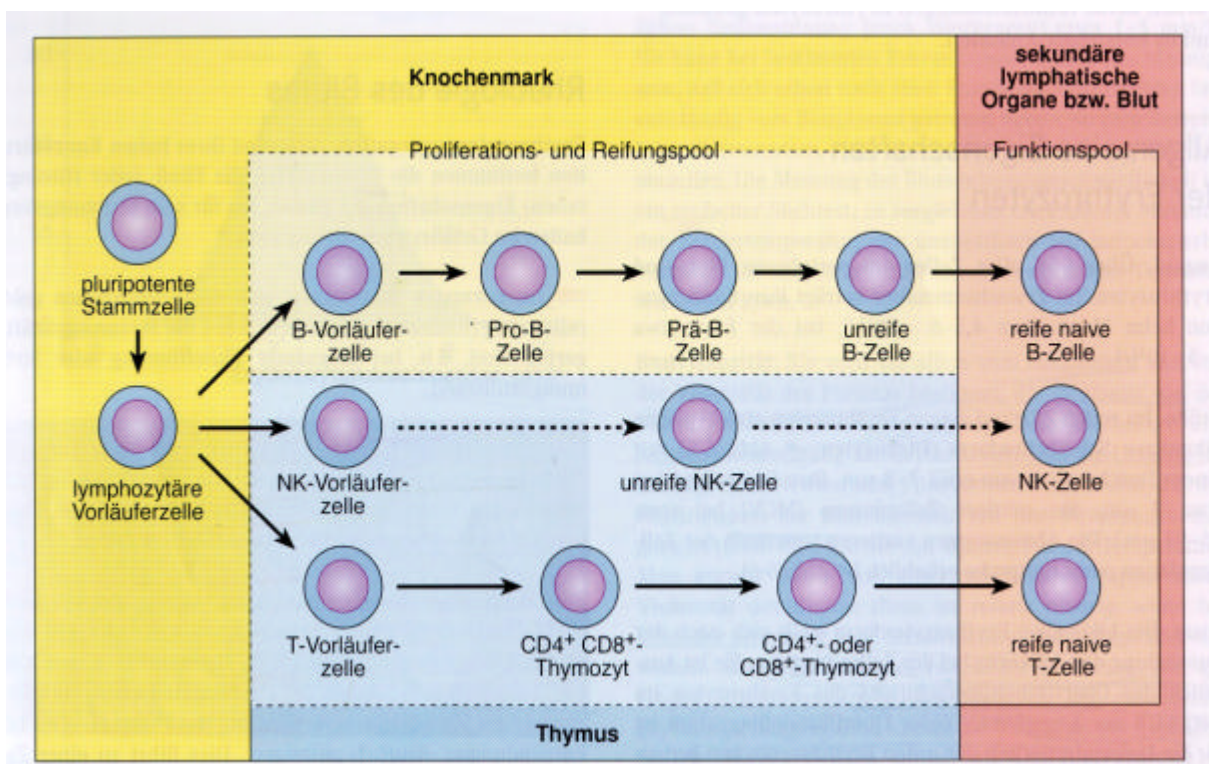 Knochenmark
sekundäre
lymphatische
Organe bzw. Blut
Proliferations- und Reifungspool
Funktionspool
pluripotente
Stammzelle
B-Vorläufer-
zelle
Pro-B-
Zelle
Prä-B-
Zelle
unreife
B-Zelle
reife naive
B-Zelle
lymphozytäre
Vorläuferzelle
NK-Vorläufer-
zelle
unreife NK-Zelle
NK-Zelle
T-Vorläufer-
zelle
CD4⁺ CD8⁺-
Thymozyt
CD4⁺- oder
CD8⁺-Thymozyt
reife naive
T-Zelle
Thymus